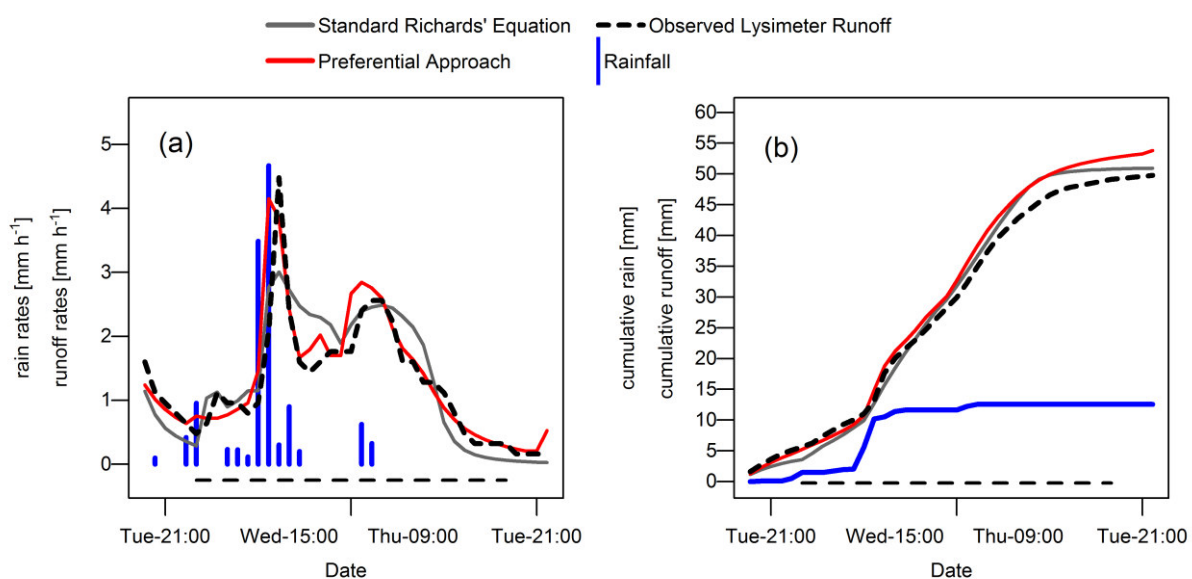 Standard Richards' Equation
Observed Lysimeter Runoff
Preferential Approach
Rainfall
(a)
rain rates [mm h⁻¹]
runoff rates [mm h⁻¹]
5
4
3
2
1
0
Tue-21:00 Wed-15:00 Thu-09:00 Tue-21:00
Date
(b)
cumulative rain [mm]
cumulative runoff [mm]
60
55
50
45
40
35
30
25
20
15
10
5
0
Tue-21:00 Wed-15:00 Thu-09:00 Tue-21:00
Date